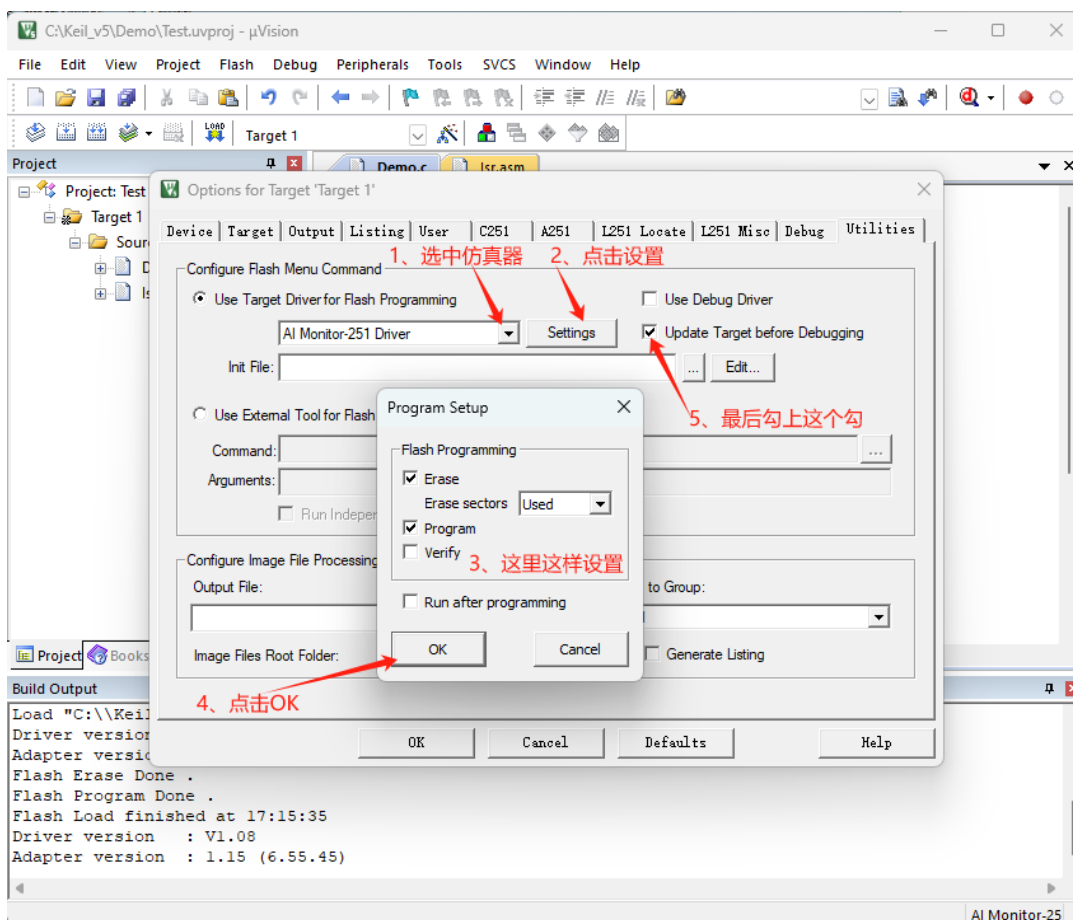 C:\Keil_v5\Demo\Test.uvproj - µVision
File Edit View Project Flash Debug Peripherals Tools SVCS Window Help
LOAD
Target 1
Project
Demo.c
Isr.asm
Project: Test
Target 1
Options for Target 'Target 1'
Device Target Output Listing User C251 A251 L251 Locate L251 Misc Debug Utilities
1、选中仿真器 2、点击设置
Configure Flash Menu Command
Use Target Driver for Flash Programming
Use Debug Driver
AI Monitor-251 Driver
Settings
Update Target before Debugging
Init File:
...
Edit...
5、最后勾上这个勾
Use External Tool for Flash
Command:
...
Arguments:
Program Setup
Flash Programming
Erase
Erase sectors Used
Program
Verify
3、这里这样设置
Run after programming
OK
Cancel
4、点击OK
Configure Image File Processing
Output File:
to Group:
Image Files Root Folder:
Generate Listing
OK Cancel Defaults Help
Project
Books
Build Output
Load "C:\\Keil
Driver version
Adapter versio
Flash Erase Done .
Flash Program Done .
Flash Load finished at 17:15:35
Driver version : V1.08
Adapter version : 1.15 (6.55.45)
AI Monitor-25